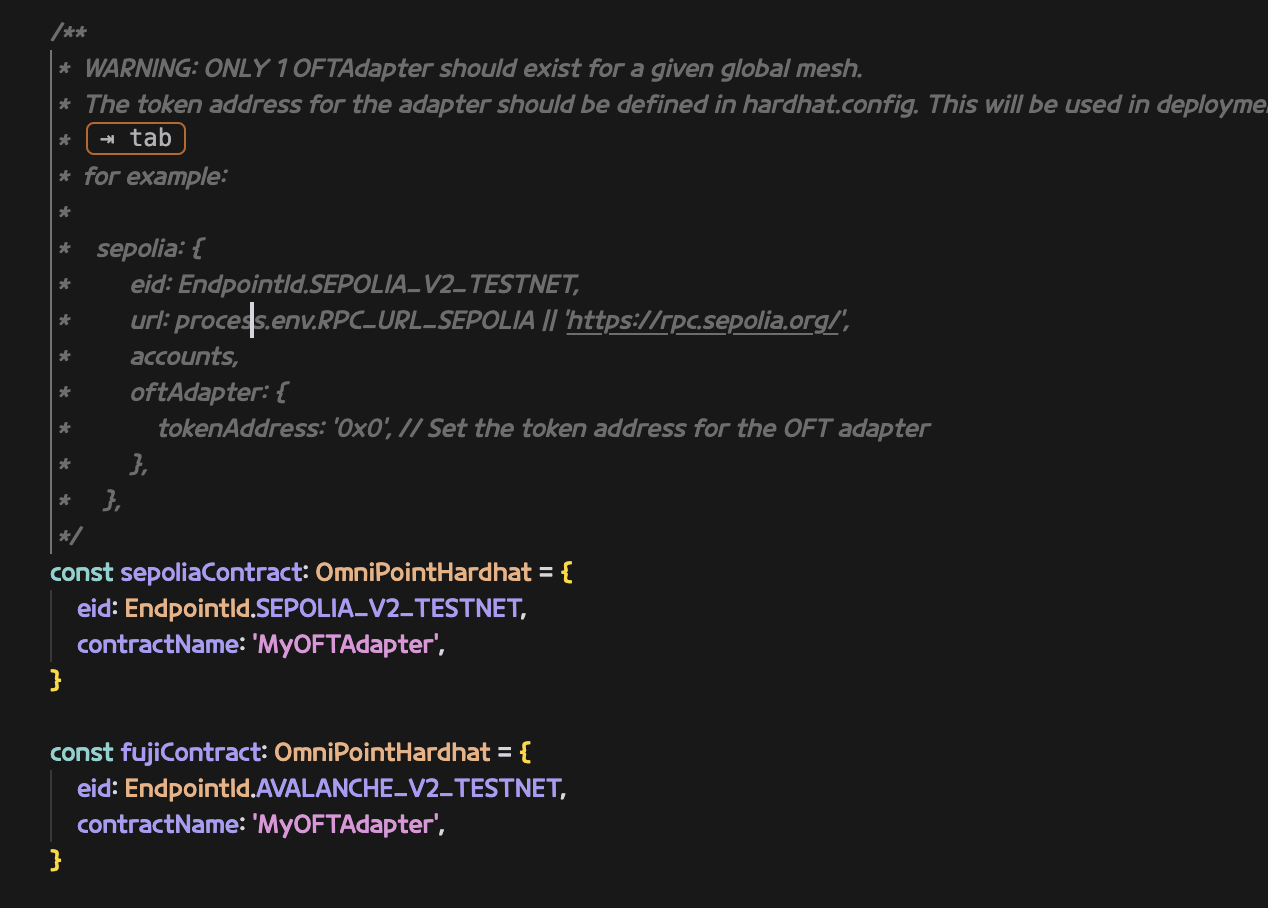 /**
* WARNING: ONLY 1 OFTAdapter should exist for a given global mesh.
* The token address for the adapter should be defined in hardhat.config. This will be used in
* ⇥ tab
* for example:
*
* sepolia: {
* eid: EndpointId.SEPOLIA_V2_TESTNET,
* url: process.env.RPC_URL_SEPOLIA || 'https://rpc.sepolia.org/',
* accounts,
* oftAdapter: {
* tokenAddress: '0x0', // Set the token address for the OFT adapter
* },
* },
*/
const sepoliaContract: OmniPointHardhat = {
eid: EndpointId.SEPOLIA_V2_TESTNET,
contractName: 'MyOFTAdapter',
}
const fujiContract: OmniPointHardhat = {
eid: EndpointId.AVALANCHE_V2_TESTNET,
contractName: 'MyOFTAdapter',
}